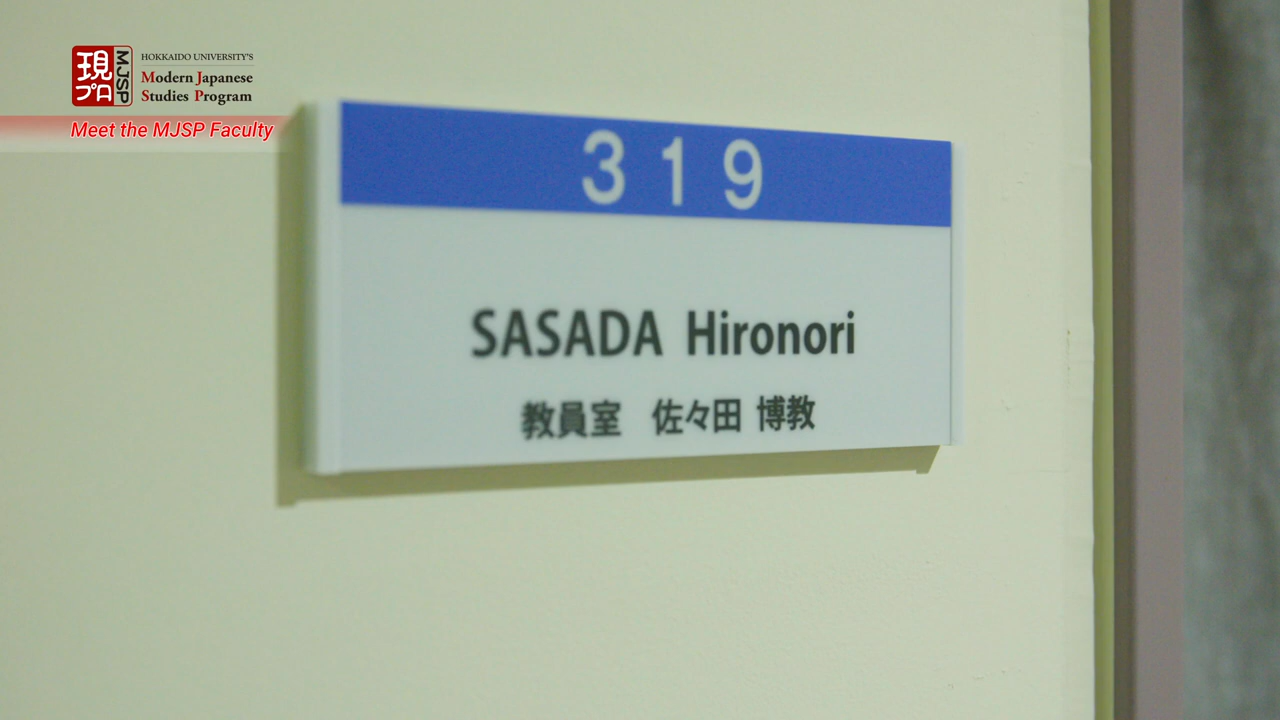 現プロ
MJSP
HOKKAIDO UNIVERSITY'S
Modern Japanese
Studies Program
Meet the MJSP Faculty
319
SASADA Hironori
教員室 佐々田 博教